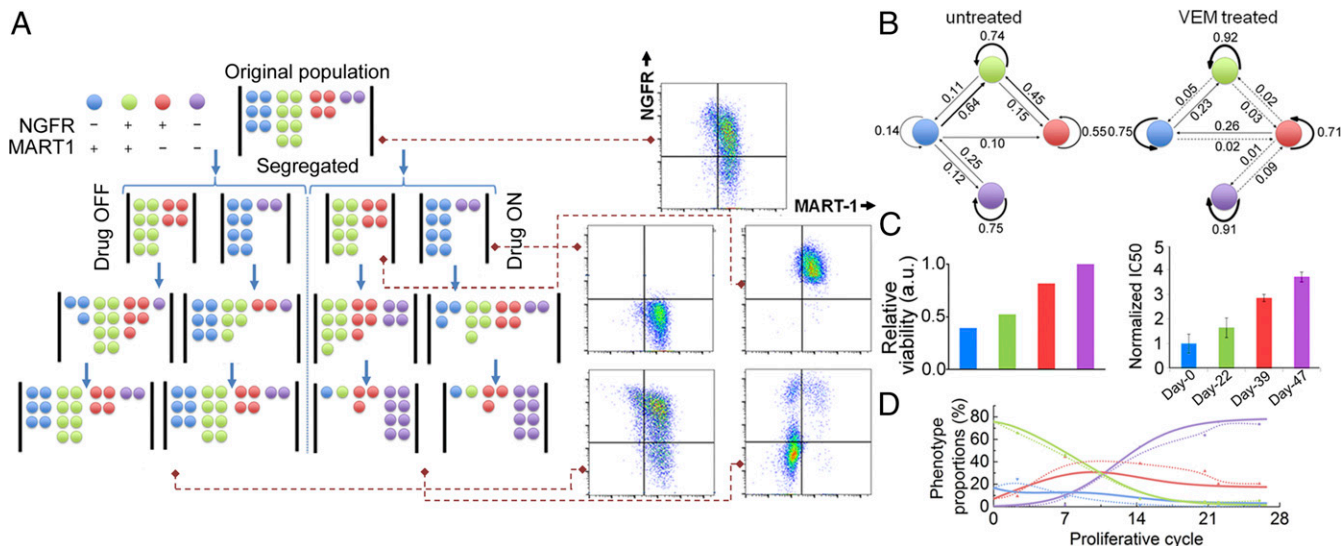 A
Original population
NGFR
MART1
− + + −
+ + − −
Segregated
Drug OFF
Drug ON
NGFR
MART-1
B
untreated
VEM treated
0.74
0.11
0.64
0.45
0.15
0.14
0.10
0.55
0.25
0.12
0.75
0.92
0.05
0.23
0.02
0.03
0.75
0.26
0.02
0.71
0.01
0.09
0.91
C
Relative
viability (a.u.)
1.0
0.5
0.0
Normalized IC50
5
4
3
2
1
0
Day-0
Day-22
Day-39
Day-47
D
Phenotype
proportions (%)
80
60
40
20
0
0 7 14 21 28
Proliferative cycle